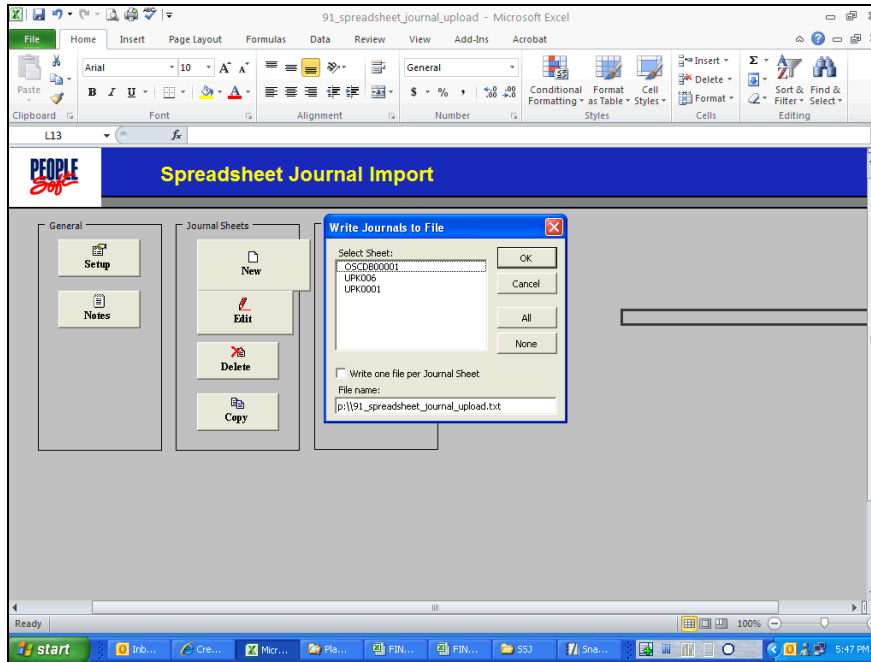 91_spreadsheet_journal_upload - Microsoft Excel
File Home Insert Page Layout Formulas Data Review View Add-Ins Acrobat
Paste
Arial 10 A A
B I U A
General
$ % , .00 .0
Conditional Formatting
Format as Table
Cell Styles
Insert
Delete
Format
Sort & Filter
Find & Select
Clipboard Font Alignment Number Styles Cells Editing
L13 fx
PEOPLE
Soft
Spreadsheet Journal Import
General
Setup
Notes
Journal Sheets
New
Edit
Delete
Copy
Write Journals to File
Select Sheet:
OSCDB00001
UPK006
UPK0001
OK
Cancel
All
None
Write one file per Journal Sheet
File name:
p:\\91_spreadsheet_journal_upload.txt
Ready
100%
start Inb... Cre... Micr... Pla... FIN... FIN... SSJ Sna... 5:47 PM